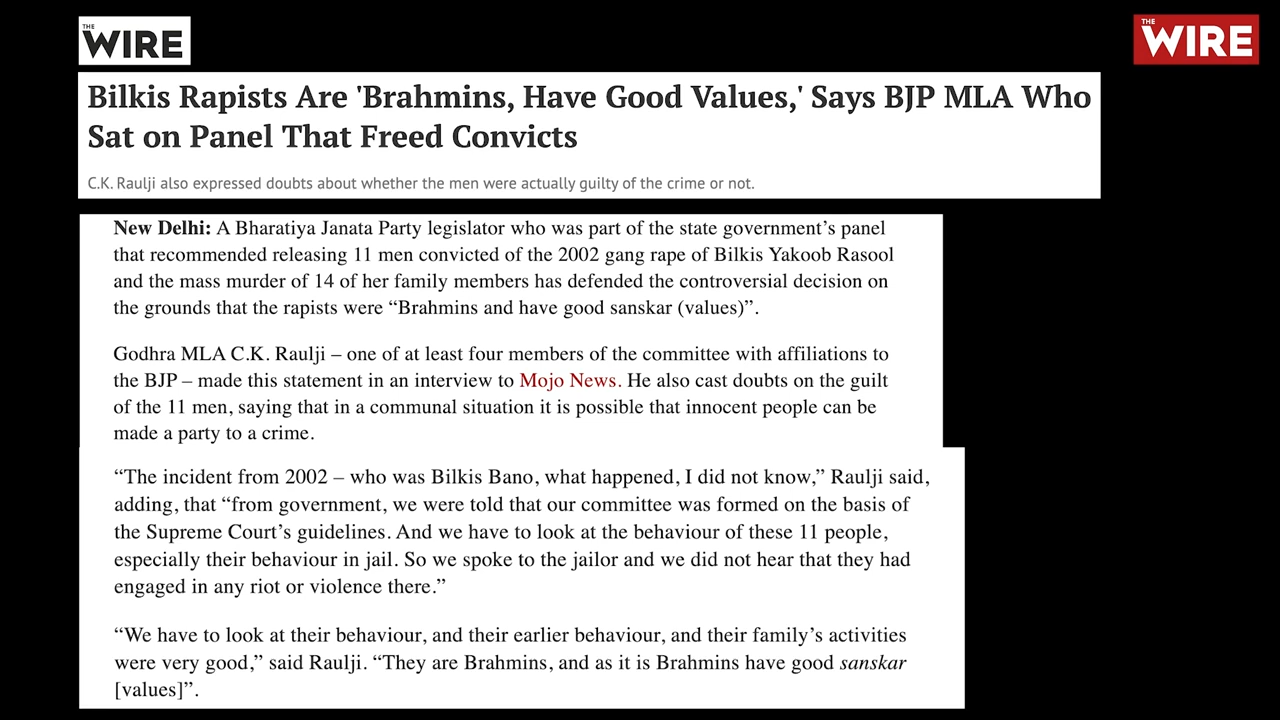 THE
WIRE
THE
WIRE
Bilkis Rapists Are 'Brahmins, Have Good Values,' Says BJP MLA Who
Sat on Panel That Freed Convicts
C.K. Raulji also expressed doubts about whether the men were actually guilty of the crime or not.
New Delhi: A Bharatiya Janata Party legislator who was part of the state government’s panel
that recommended releasing 11 men convicted of the 2002 gang rape of Bilkis Yakoob Rasool
and the mass murder of 14 of her family members has defended the controversial decision on
the grounds that the rapists were “Brahmins and have good sanskar (values)”.
Godhra MLA C.K. Raulji – one of at least four members of the committee with affiliations to
the BJP – made this statement in an interview to Mojo News. He also cast doubts on the guilt
of the 11 men, saying that in a communal situation it is possible that innocent people can be
made a party to a crime.
“The incident from 2002 – who was Bilkis Bano, what happened, I did not know,” Raulji said,
adding, that “from government, we were told that our committee was formed on the basis of
the Supreme Court’s guidelines. And we have to look at the behaviour of these 11 people,
especially their behaviour in jail. So we spoke to the jailor and we did not hear that they had
engaged in any riot or violence there.”
“We have to look at their behaviour, and their earlier behaviour, and their family’s activities
were very good,” said Raulji. “They are Brahmins, and as it is Brahmins have good sanskar
[values]”.